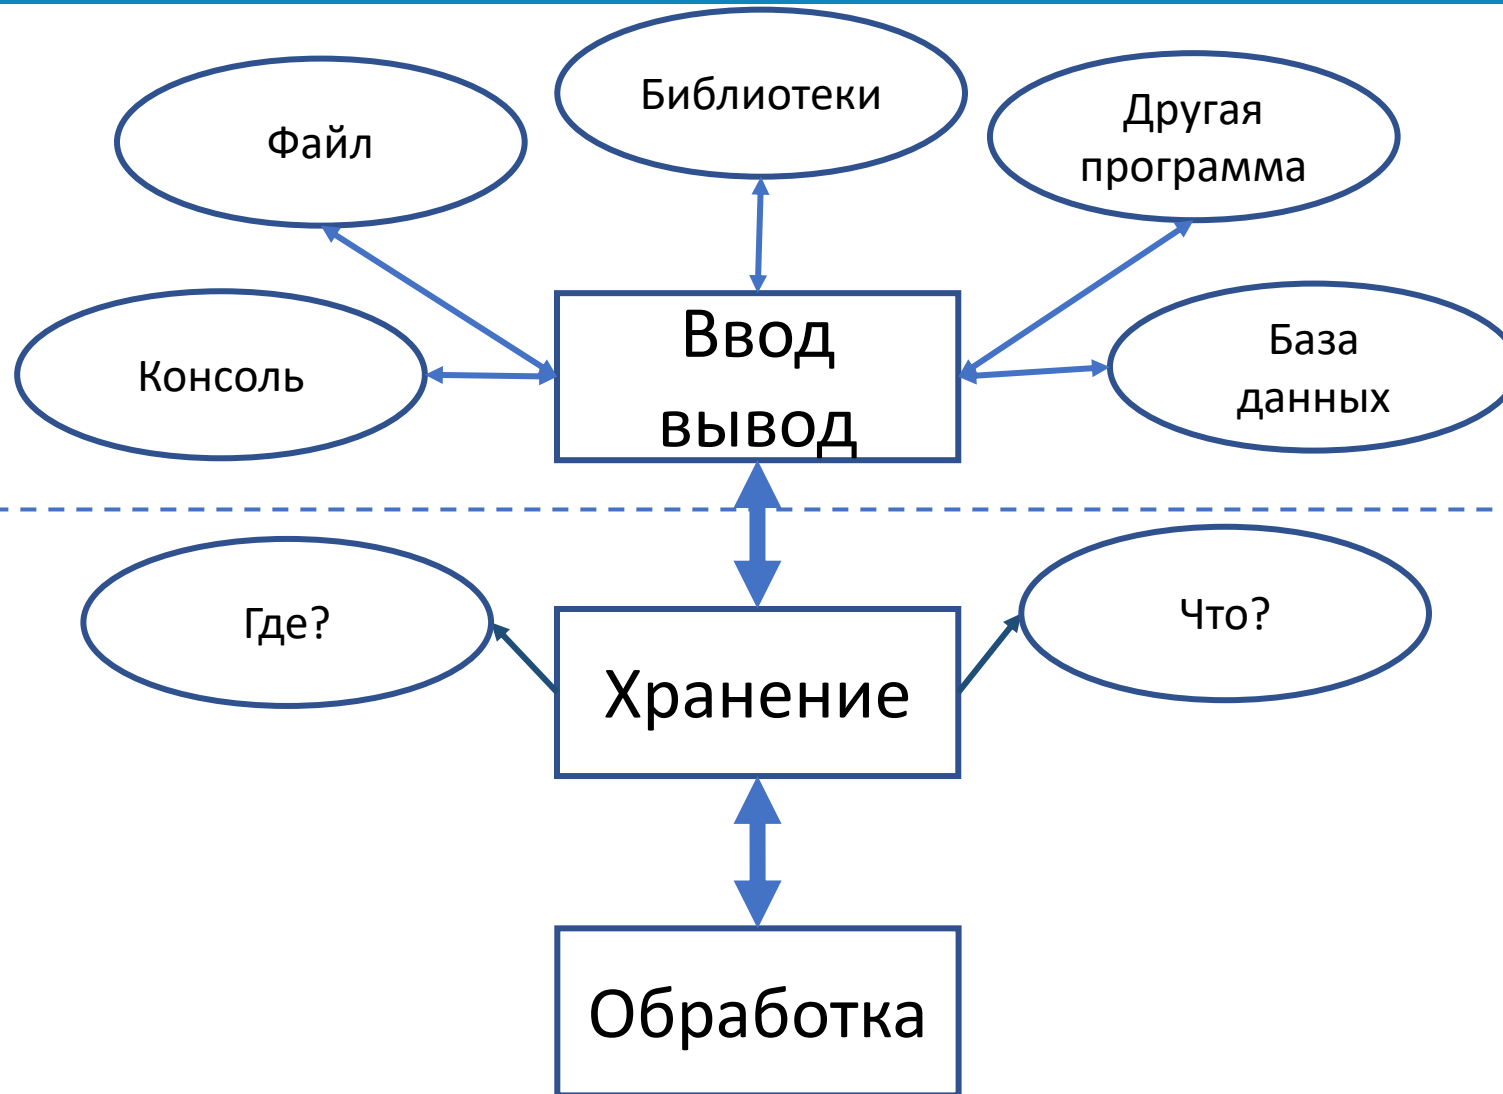 Библиотеки
Файл
Другая
программа
Консоль
Ввод
вывод
База
данных
Где?
Что?
Хранение
Обработка